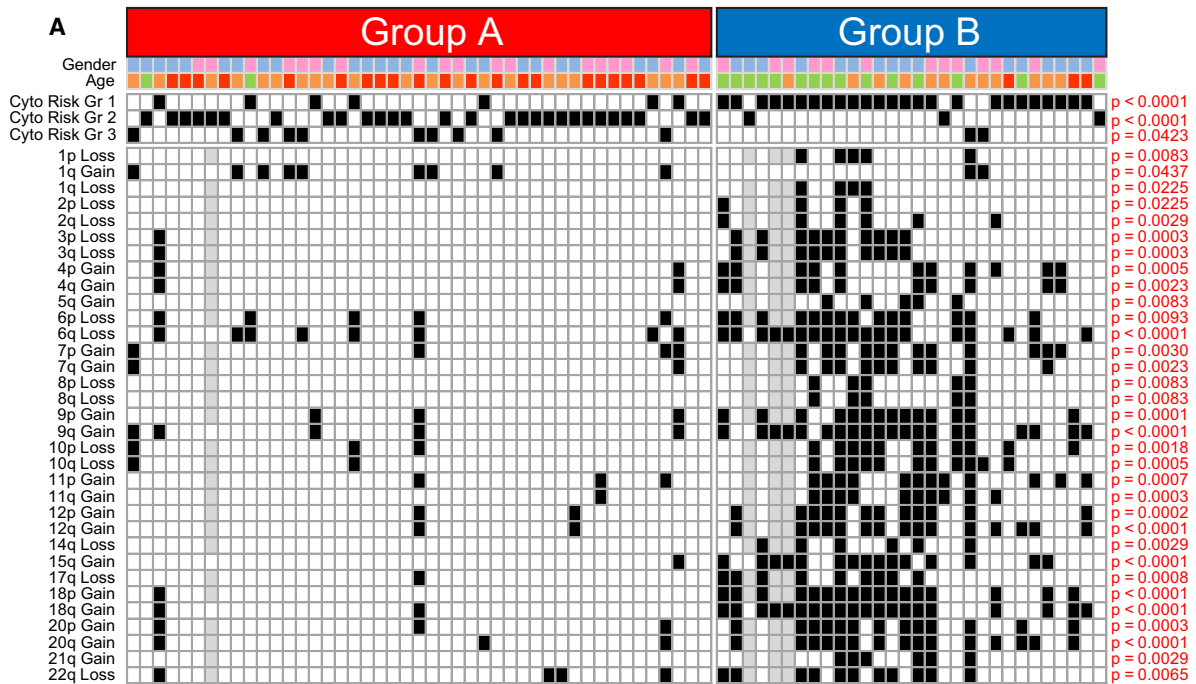 A
Group A Group B
Gender
Age
Cyto Risk Gr 1 p < 0.0001
Cyto Risk Gr 2 p < 0.0001
Cyto Risk Gr 3 p = 0.0423
1p Loss p = 0.0083
1q Gain p = 0.0437
1q Loss p = 0.0225
2p Loss p = 0.0225
2q Loss p = 0.0029
3p Loss p = 0.0003
3q Loss p = 0.0003
4p Gain p = 0.0005
4q Gain p = 0.0023
5q Gain p = 0.0083
6p Loss p = 0.0093
6q Loss p < 0.0001
7p Gain p = 0.0030
7q Gain p = 0.0023
8p Loss p = 0.0083
8q Loss p = 0.0083
9p Gain p = 0.0001
9q Gain p < 0.0001
10p Loss p = 0.0018
10q Loss p = 0.0005
11p Gain p = 0.0007
11q Gain p = 0.0003
12p Gain p = 0.0002
12q Gain p < 0.0001
14q Loss p = 0.0029
15q Gain p < 0.0001
17q Loss p = 0.0008
18p Gain p < 0.0001
18q Gain p < 0.0001
20p Gain p = 0.0003
20q Gain p < 0.0001
21q Gain p = 0.0029
22q Loss p = 0.0065